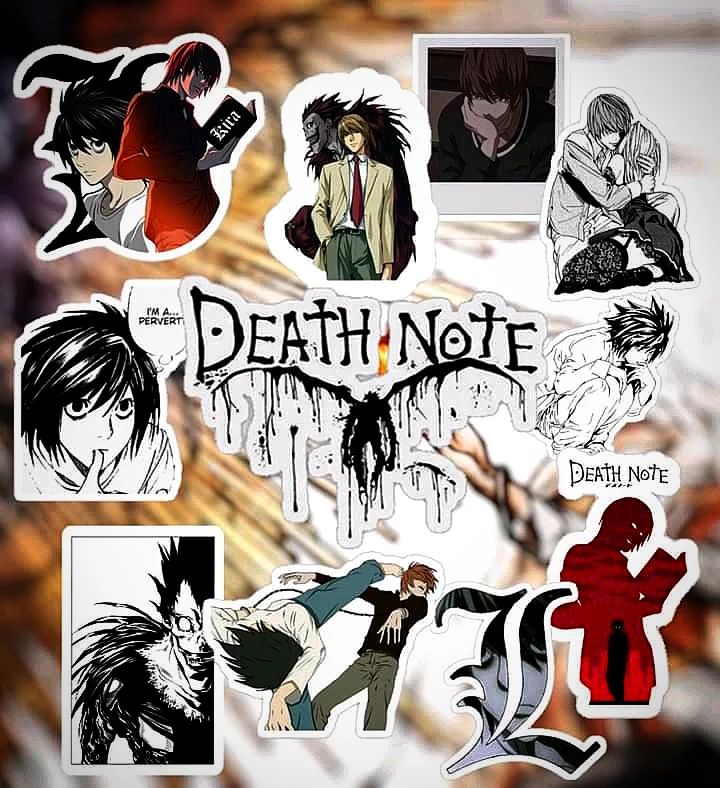 Kira
I'M A...
PERVERT
DEATH NOTE
DEATH NOTE
L